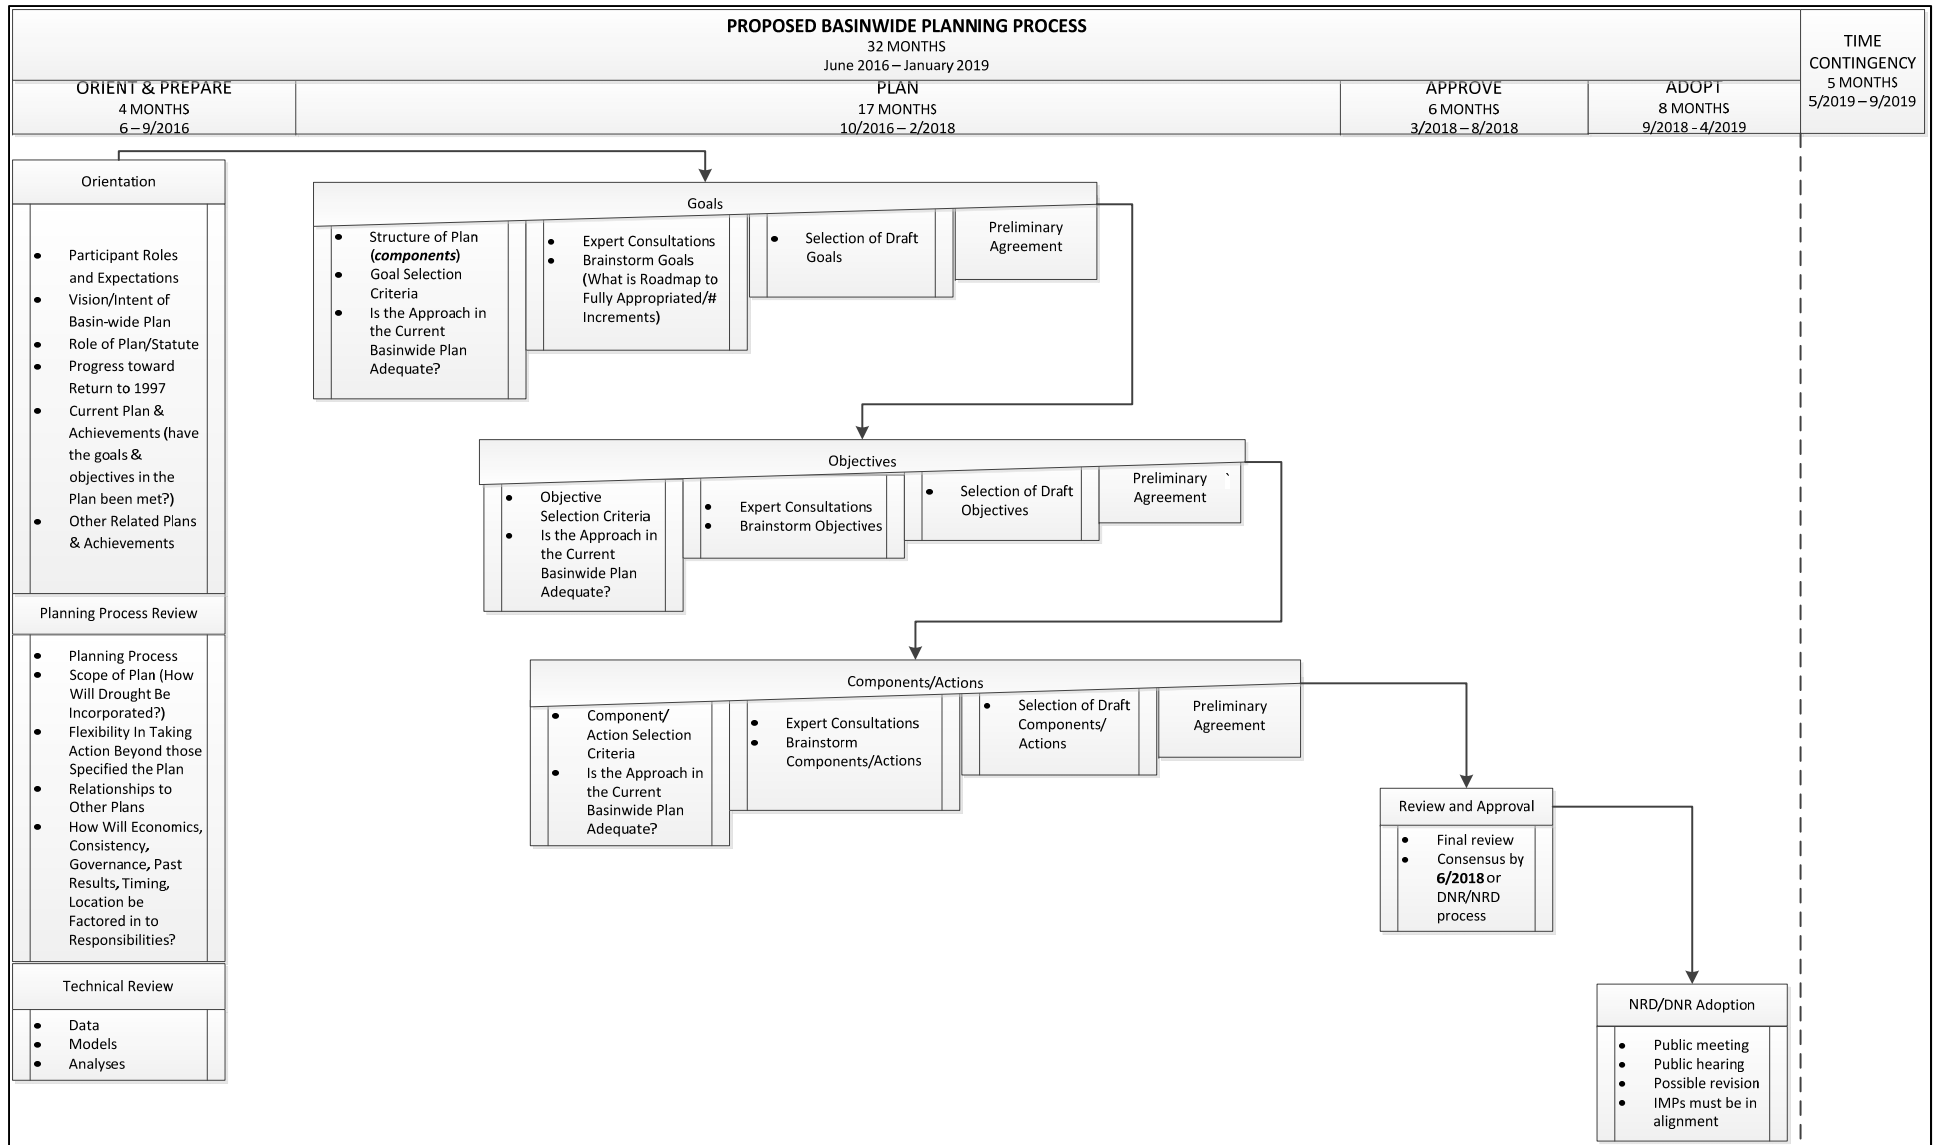 PROPOSED BASINWIDE PLANNING PROCESS
32 MONTHS
June 2016 – January 2019
TIME
CONTINGENCY
5 MONTHS
5/2019 – 9/2019
ORIENT & PREPARE
4 MONTHS
6 – 9/2016
PLAN
17 MONTHS
10/2016 – 2/2018
APPROVE
6 MONTHS
3/2018 – 8/2018
ADOPT
8 MONTHS
9/2018 - 4/2019
Orientation
• Participant Roles
and Expectations
• Vision/Intent of
Basin-wide Plan
• Role of Plan/Statute
• Progress toward
Return to 1997
• Current Plan &
Achievements (have
the goals &
objectives in the
Plan been met?)
• Other Related Plans
& Achievements
Planning Process Review
• Planning Process
• Scope of Plan (How
Will Drought Be
Incorporated?)
• Flexibility In Taking
Action Beyond those
Specified the Plan
• Relationships to
Other Plans
• How Will Economics,
Consistency,
Governance, Past
Results, Timing,
Location be
Factored in to
Responsibilities?
Technical Review
• Data
• Models
• Analyses
Goals
• Structure of Plan
(components)
• Goal Selection
Criteria
• Is the Approach in
the Current
Basinwide Plan
Adequate?
• Expert Consultations
• Brainstorm Goals
(What is Roadmap to
Fully Appropriated/#
Increments)
• Selection of Draft
Goals
Preliminary
Agreement
Objectives
• Objective
Selection Criteria
• Is the Approach in
the Current
Basinwide Plan
Adequate?
• Expert Consultations
• Brainstorm Objectives
• Selection of Draft
Objectives
Preliminary `
Agreement
Components/Actions
• Component/
Action Selection
Criteria
• Is the Approach in
the Current
Basinwide Plan
Adequate?
• Expert Consultations
• Brainstorm
Components/Actions
• Selection of Draft
Components/
Actions
Preliminary
Agreement
Review and Approval
• Final review
• Consensus by
6/2018 or
DNR/NRD
process
NRD/DNR Adoption
• Public meeting
• Public hearing
• Possible revision
• IMPs must be in
alignment